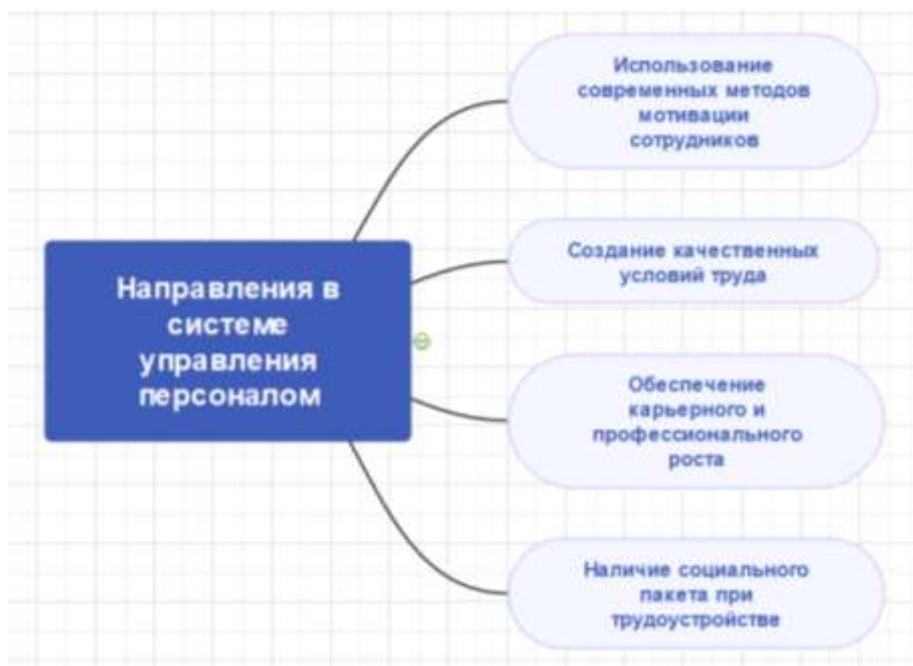 Направления в
системе
управления
персоналом
Использование
современных методов
мотивации
сотрудников
Создание качественных
условий труда
Обеспечение
карьерного и
профессионального
роста
Наличие социального
пакета при
трудоустройстве